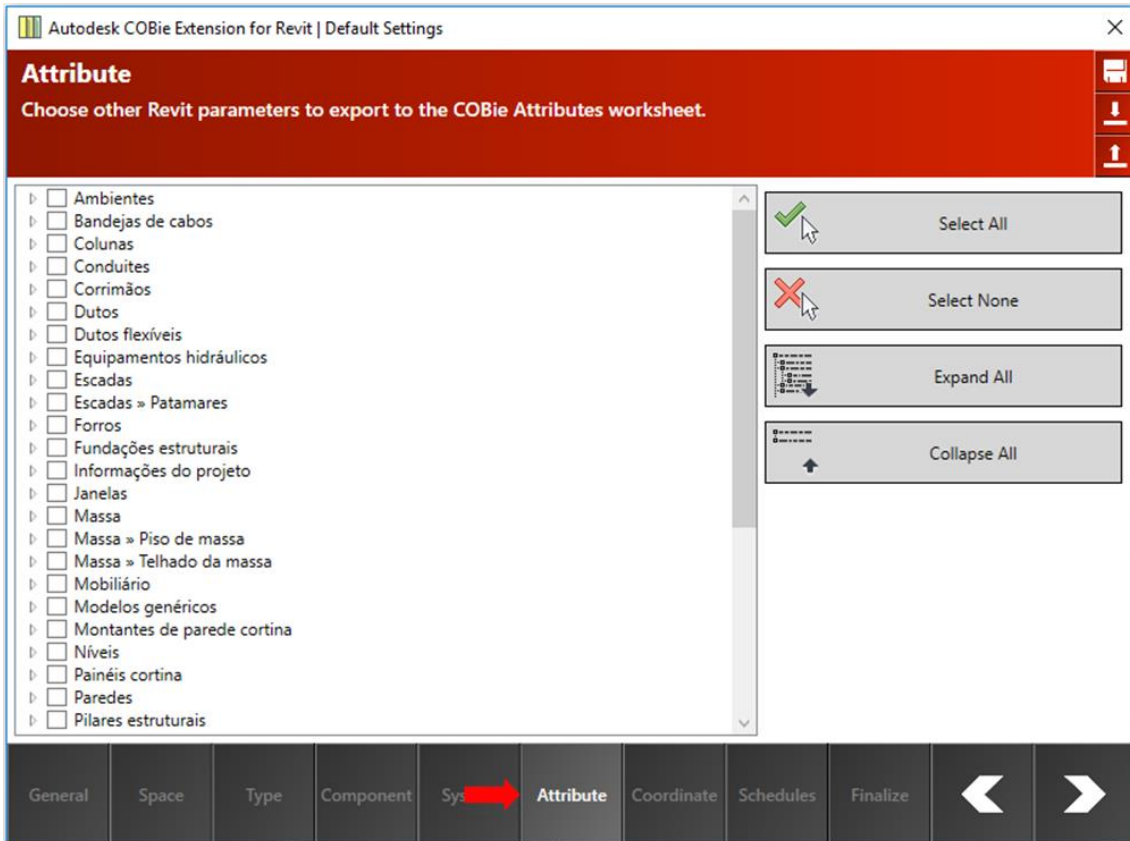 Autodesk COBie Extension for Revit | Default Settings
Attribute
Choose other Revit parameters to export to the COBie Attributes worksheet.
Ambientes
Bandejas de cabos
Colunas
Conduites
Corrimãos
Dutos
Dutos flexíveis
Equipamentos hidráulicos
Escadas
Escadas » Patamares
Forros
Fundações estruturais
Informações do projeto
Janelas
Massa
Massa » Piso de massa
Massa » Telhado da massa
Mobiliário
Modelos genéricos
Montantes de parede cortina
Níveis
Painéis cortina
Paredes
Pilares estruturais
Select All
Select None
Expand All
Collapse All
General Space Type Component Attribute Coordinate Schedules Finalize